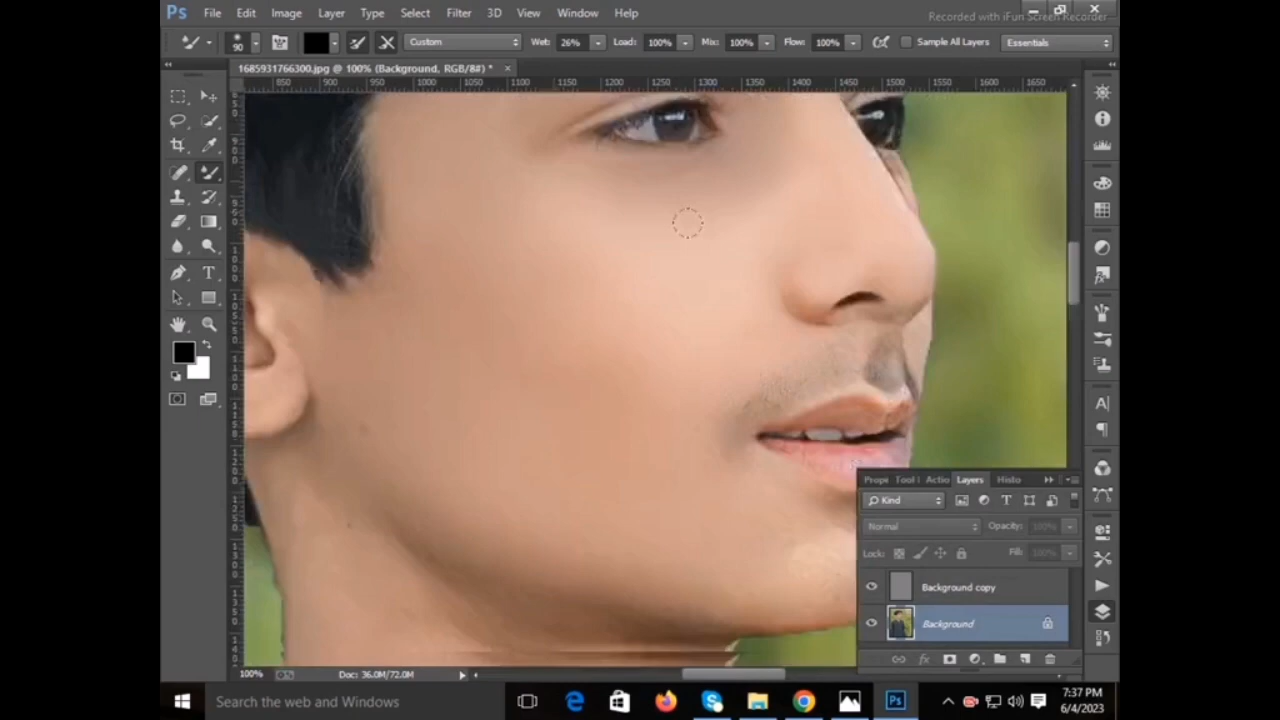 Ps File Edit Image Layer Type Select Filter 3D View Window Help
Recorded with iFun Screen Recorder
90 Custom Wet: 26% Load: 100% Mix: 100% Flow: 100% Sample All Layers Essentials
1685931766300.jpg @ 100% (Background, RGB/8#) * ×
850 900 950 1000 1050 1100 1150 1200 1250 1300 1350 1400 1450 1500 1550 1600 1650
Layers Histo
Kind
Normal Opacity: 100%
Lock: Fill: 100%
Background copy
Background
100% Doc: 36.0M/72.0M
Search the web and Windows
7:37 PM
6/4/2023